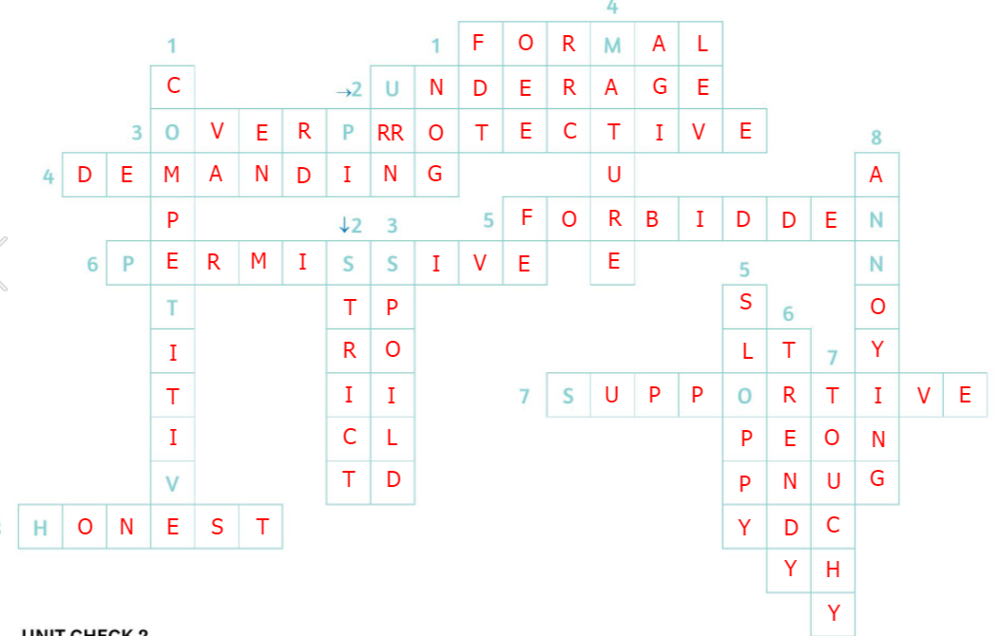 4
1 1 F O R M A L
C →2 U N D E R A G E
3 O V E R P RR O T E C T I V E 8
4 D E M A N D I N G U A
P ↓2 3 5 F O R B I D D E N
6 P E R M I S S I V E E 5 N
T T P S 6 O
I R O L T 7 Y
T I I 7 S U P P O R T I V E
I C L P E O N
V T D P N U G
H O N E S T Y D C
Y H
Y
UNIT CHECK 2